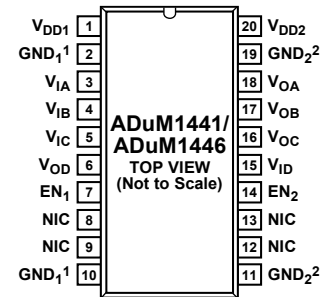 VDD1 1 20 VDD2
GND1¹ 2 19 GND2²
VIA 3 18 VOA
VIB 4 17 VOB
VIC 5 16 VOC
VOD 6 15 VID
EN1 7 14 EN2
NIC 8 13 NIC
NIC 9 12 NIC
GND1¹ 10 11 GND2²
ADuM1441/
ADuM1446
TOP VIEW
(Not to Scale)